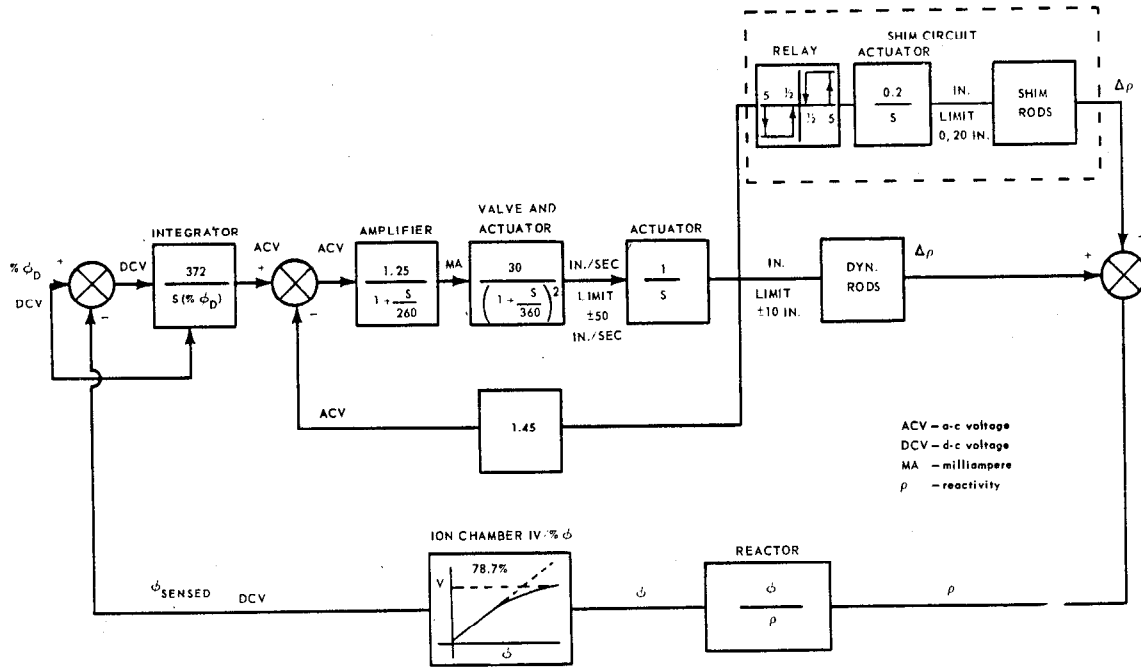 SHIM CIRCUIT
RELAY
ACTUATOR
5 ½
½ 5
0.2
S
IN.
LIMIT
0, 20 IN.
SHIM
RODS
Δρ
VALVE AND
ACTUATOR
INTEGRATOR
AMPLIFIER
ACTUATOR
% ϕD
DCV
+
−
DCV
372
S (% ϕD)
ACV
+
−
ACV
1.25
1 + S/260
MA
30
(1 + S/360)²
IN./SEC
LIMIT
±50
IN./SEC
1
S
IN.
LIMIT
±10 IN.
DYN.
RODS
Δρ
+
ACV
1.45
ACV – a-c voltage
DCV – d-c voltage
MA – milliampere
ρ – reactivity
ION CHAMBER IV/% ϕ
V
78.7%
ϕ
REACTOR
ϕ
ρ
ϕSENSED DCV
ϕ
ρ